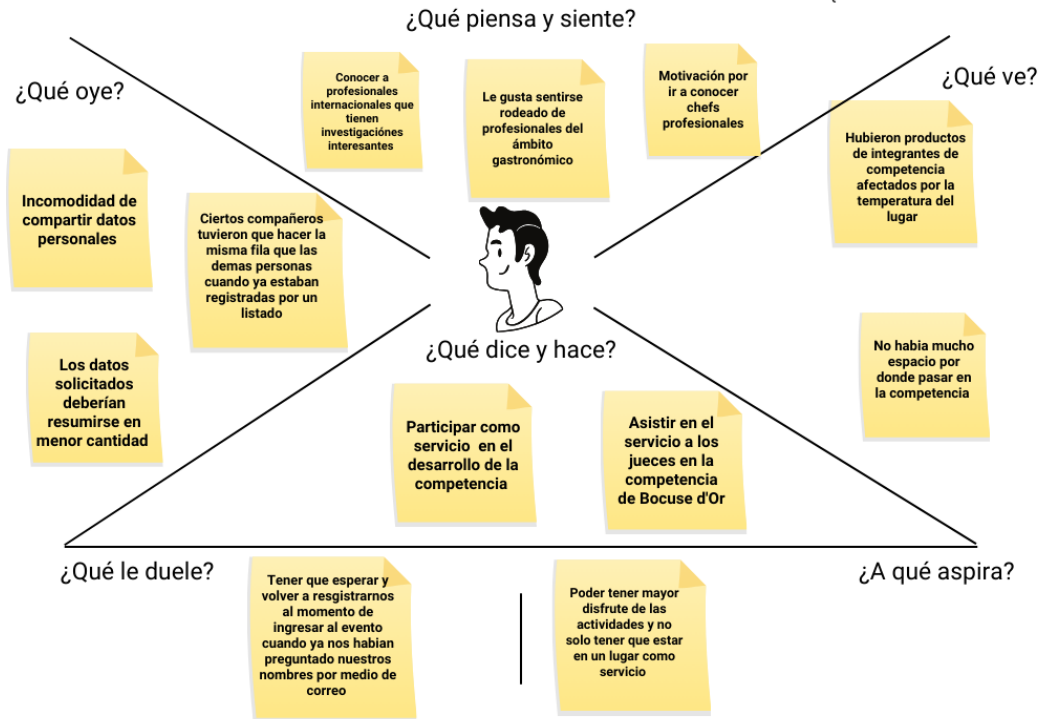 ¿Qué piensa y siente?
Conocer a
profesionales
internacionales que
tienen
investigaciónes
interesantes
Le gusta sentirse
rodeado de
profesionales del
ámbito
gastronómico
Motivación por
ir a conocer
chefs
profesionales
¿Qué oye?
Incomodidad de
compartir datos
personales
Ciertos compañeros
tuvieron que hacer la
misma fila que las
demas personas
cuando ya estaban
registradas por un
listado
Los datos
solicitados
deberían
resumirse en
menor cantidad
¿Qué ve?
Hubieron productos
de integrantes de
competencia
afectados por la
temperatura del
lugar
No habia mucho
espacio por
donde pasar en
la competencia
¿Qué dice y hace?
Participar como
servicio en el
desarrollo de la
competencia
Asistir en el
servicio a los
jueces en la
competencia
de Bocuse d'Or
¿Qué le duele?
Tener que esperar y
volver a resgistrarnos
al momento de
ingresar al evento
cuando ya nos habian
preguntado nuestros
nombres por medio de
correo
¿A qué aspira?
Poder tener mayor
disfrute de las
actividades y no
solo tener que estar
en un lugar como
servicio